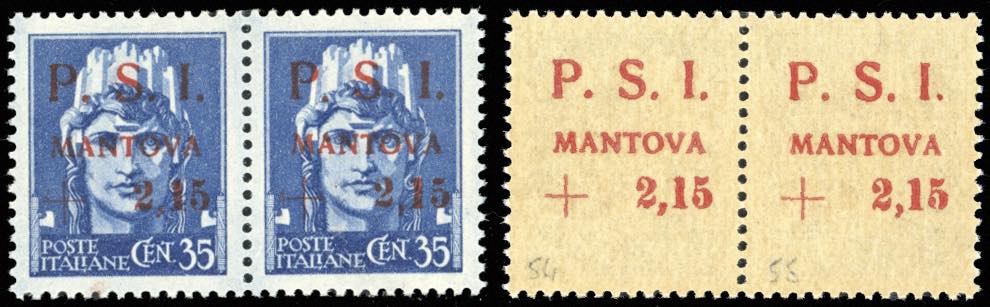 P. S. I.
MANTOVA
+ 2,15
POSTE
ITALIANE CENT. 35
P. S. I.
MANTOVA
+ 2,15
POSTE
ITALIANE CENT. 35
P. S. I.
MANTOVA
+ 2,15
54
P. S. I.
MANTOVA
+ 2,15
55